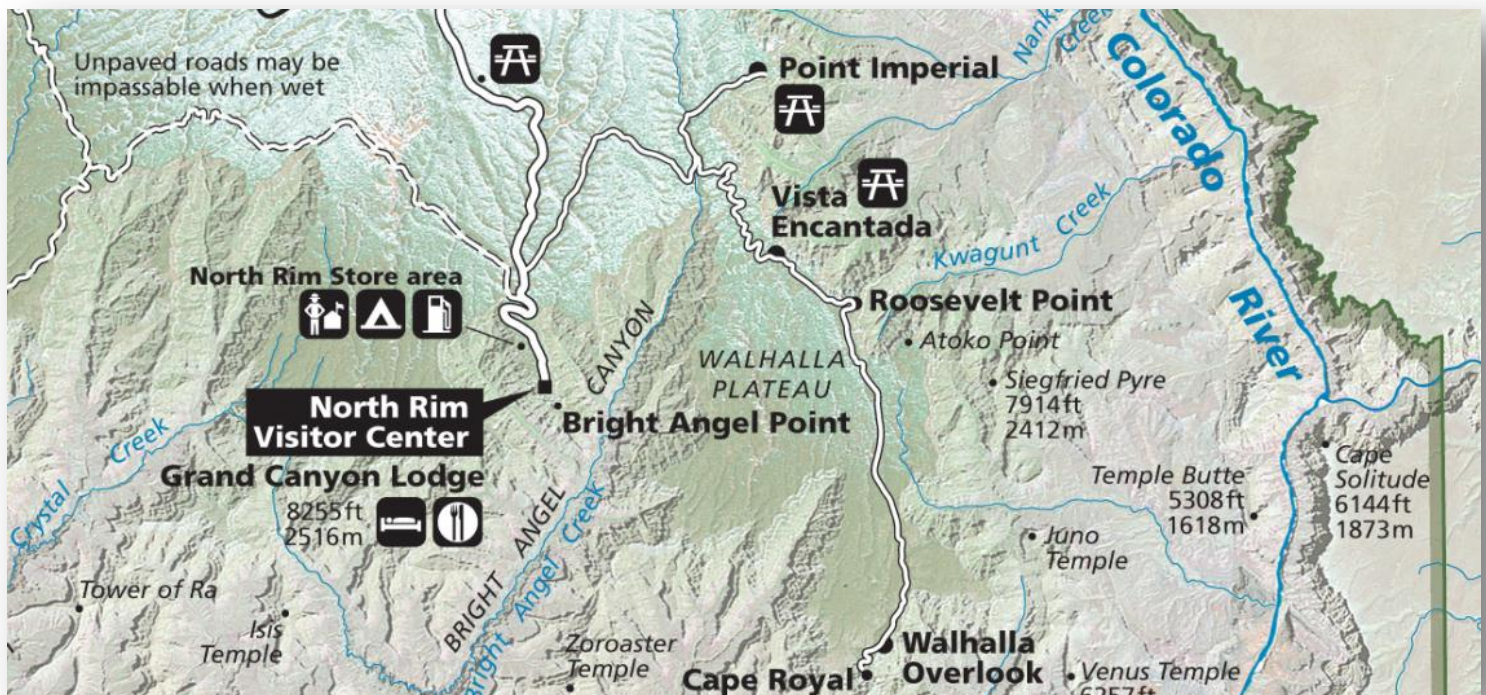 Unpaved roads may be
impassable when wet
Point Imperial
Creek
Colorado
River
Vista
Encantada
Kwagunt Creek
North Rim Store area
Roosevelt Point
Atoko Point
WALHALLA
PLATEAU
Siegfried Pyre
7914ft
2412m
North Rim
Visitor Center
Bright Angel Point
Grand Canyon Lodge
8255ft
2516m
Crystal Creek
BRIGHT ANGEL CANYON
Bright Angel Creek
Temple Butte
5308ft
1618m
Cape
Solitude
6144ft
1873m
Juno
Temple
Tower of Ra
Isis
Temple
Zoroaster
Temple
Walhalla
Overlook
Cape Royal
Venus Temple
6257ft